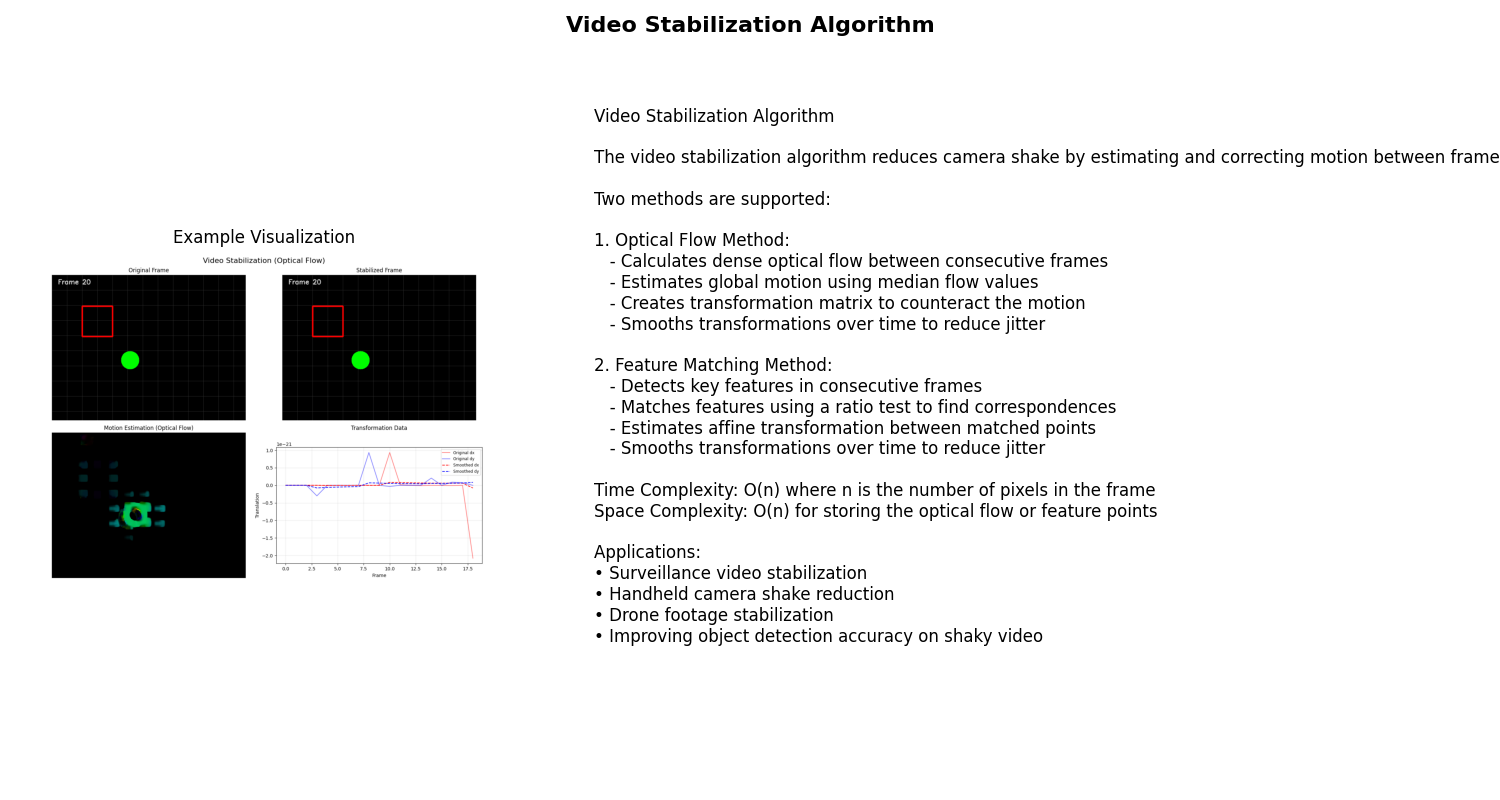 Video Stabilization Algorithm
Example Visualization
Video Stabilization (Optical Flow)
Original Frame
Frame 20
Stabilized Frame
Frame 20
Motion Estimation (Optical Flow)
Transformation Data
1e−21
1.0
0.5
0.0
−0.5
−1.0
−1.5
−2.0
Translation
0.0 2.5 5.0 7.5 10.0 12.5 15.0 17.5
Frame
Original dx
Original dy
Smoothed dx
Smoothed dy
Video Stabilization Algorithm
The video stabilization algorithm reduces camera shake by estimating and correcting motion between frame
Two methods are supported:
1. Optical Flow Method:
- Calculates dense optical flow between consecutive frames
- Estimates global motion using median flow values
- Creates transformation matrix to counteract the motion
- Smooths transformations over time to reduce jitter
2. Feature Matching Method:
- Detects key features in consecutive frames
- Matches features using a ratio test to find correspondences
- Estimates affine transformation between matched points
- Smooths transformations over time to reduce jitter
Time Complexity: O(n) where n is the number of pixels in the frame
Space Complexity: O(n) for storing the optical flow or feature points
Applications:
• Surveillance video stabilization
• Handheld camera shake reduction
• Drone footage stabilization
• Improving object detection accuracy on shaky video